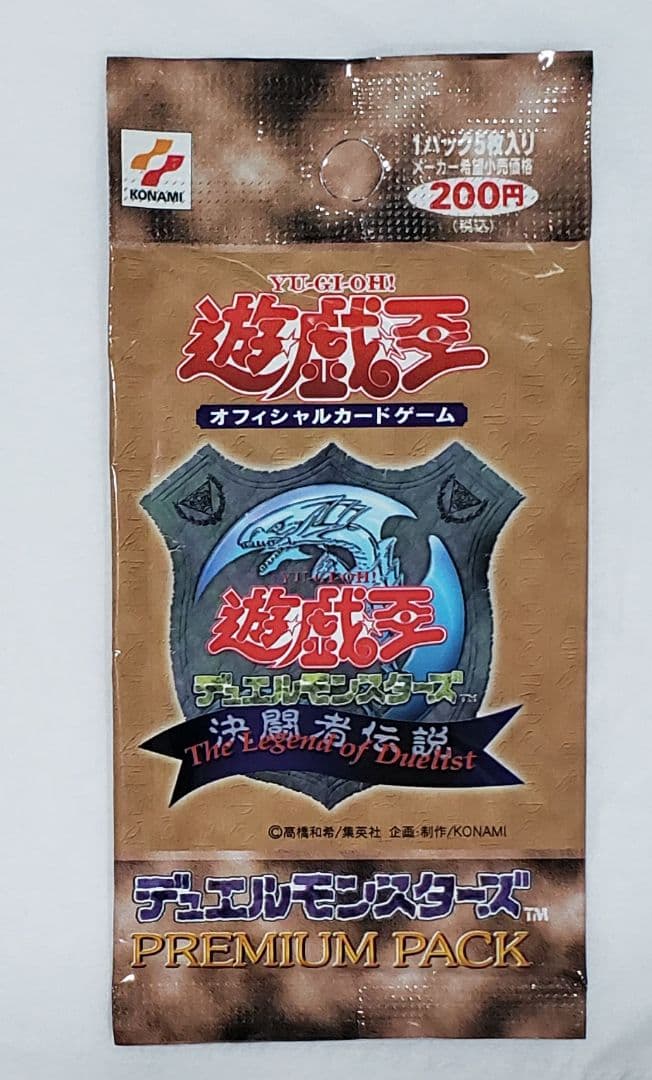 KONAMI
1パック5枚入り
メーカー希望小売価格
200円
(税込)
YU-GI-OH!
遊☆戯☆王
オフィシャルカードゲーム
YU-GI-OH!
遊☆戯☆王
デュエルモンスターズ™
決闘者伝説
The Legend of Duelist
©高橋和希/集英社 企画・制作/KONAMI
デュエルモンスターズ™
PREMIUM PACK